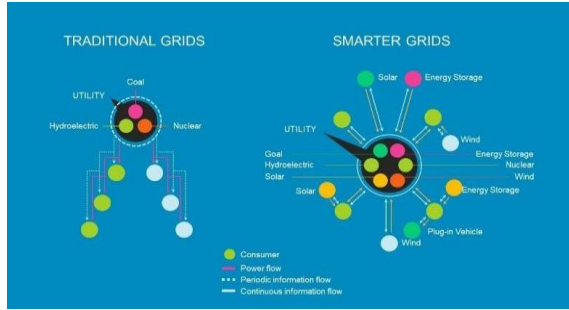 TRADITIONAL GRIDS
Coal
UTILITY
Hydroelectric
Nuclear
SMARTER GRIDS
Solar
Energy Storage
Wind
UTILITY
Goal
Energy Storage
Hydroelectric
Nuclear
Solar
Wind
Solar
Energy Storage
Plug-in Vehicle
Wind
Consumer
Power flow
Periodic information flow
Continuous information flow